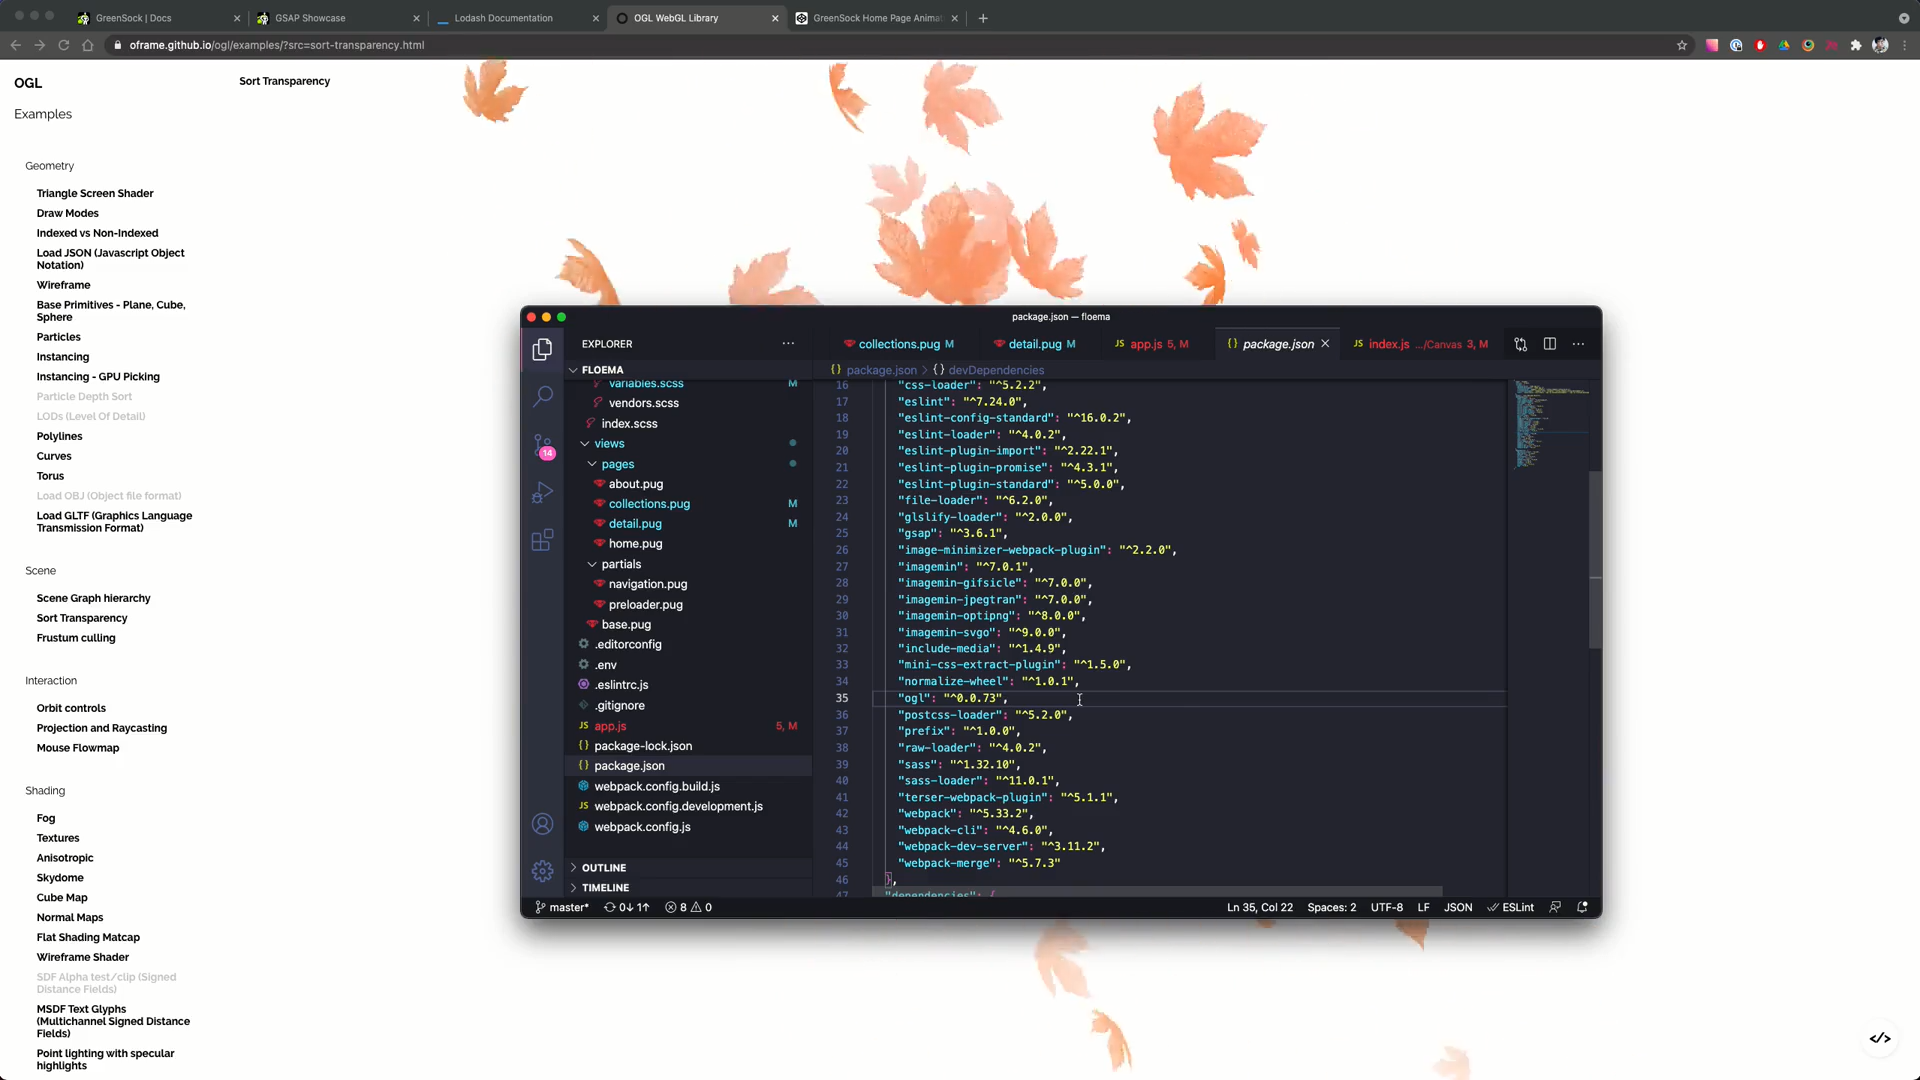 GreenSock | Docs
GSAP Showcase
Lodash Documentation
OGL WebGL Library
GreenSock Home Page Animat
oframe.github.io/ogl/examples/?src=sort-transparency.html
OGL
Examples
Geometry
Triangle Screen Shader
Draw Modes
Indexed vs Non-Indexed
Load JSON (Javascript Object
Notation)
Wireframe
Base Primitives - Plane, Cube,
Sphere
Particles
Instancing
Instancing - GPU Picking
Particle Depth Sort
LODs (Level Of Detail)
Polylines
Curves
Torus
Load OBJ (Object file format)
Load GLTF (Graphics Language
Transmission Format)
Scene
Scene Graph hierarchy
Sort Transparency
Frustum culling
Interaction
Orbit controls
Projection and Raycasting
Mouse Flowmap
Shading
Fog
Textures
Anisotropic
Skydome
Cube Map
Normal Maps
Flat Shading Matcap
Wireframe Shader
SDF Alpha test/clip (Signed
Distance Fields)
MSDF Text Glyphs
(Multichannel Signed Distance
Fields)
Point lighting with specular
highlights
Sort Transparency
package.json — floema
EXPLORER
FLOEMA
variables.scss M
vendors.scss
index.scss
views
pages
about.pug
collections.pug M
detail.pug M
home.pug
partials
navigation.pug
preloader.pug
base.pug
.editorconfig
.env
.eslintrc.js
.gitignore
JS app.js 5, M
{} package-lock.json
{} package.json
webpack.config.build.js
JS webpack.config.development.js
webpack.config.js
OUTLINE
TIMELINE
14
collections.pug M
detail.pug M
JS app.js 5, M
{} package.json
JS index.js .../Canvas 3, M
{} package.json > {} devDependencies
16 "css-loader": "^5.2.2",
17 "eslint": "^7.24.0",
18 "eslint-config-standard": "^16.0.2",
19 "eslint-loader": "^4.0.2",
20 "eslint-plugin-import": "^2.22.1",
21 "eslint-plugin-promise": "^4.3.1",
22 "eslint-plugin-standard": "^5.0.0",
23 "file-loader": "^6.2.0",
24 "glslify-loader": "^2.0.0",
25 "gsap": "^3.6.1",
26 "image-minimizer-webpack-plugin": "^2.2.0",
27 "imagemin": "^7.0.1",
28 "imagemin-gifsicle": "^7.0.0",
29 "imagemin-jpegtran": "^7.0.0",
30 "imagemin-optipng": "^8.0.0",
31 "imagemin-svgo": "^9.0.0",
32 "include-media": "^1.4.9",
33 "mini-css-extract-plugin": "^1.5.0",
34 "normalize-wheel": "^1.0.1",
35 "ogl": "^0.0.73",
36 "postcss-loader": "^5.2.0",
37 "prefix": "^1.0.0",
38 "raw-loader": "^4.0.2",
39 "sass": "^1.32.10",
40 "sass-loader": "^11.0.1",
41 "terser-webpack-plugin": "^5.1.1",
42 "webpack": "^5.33.2",
43 "webpack-cli": "^4.6.0",
44 "webpack-dev-server": "^3.11.2",
45 "webpack-merge": "^5.7.3"
46 },
47 "dependencies": {
master* 0↓ 1↑ 8 0 Ln 35, Col 22 Spaces: 2 UTF-8 LF JSON ESLint